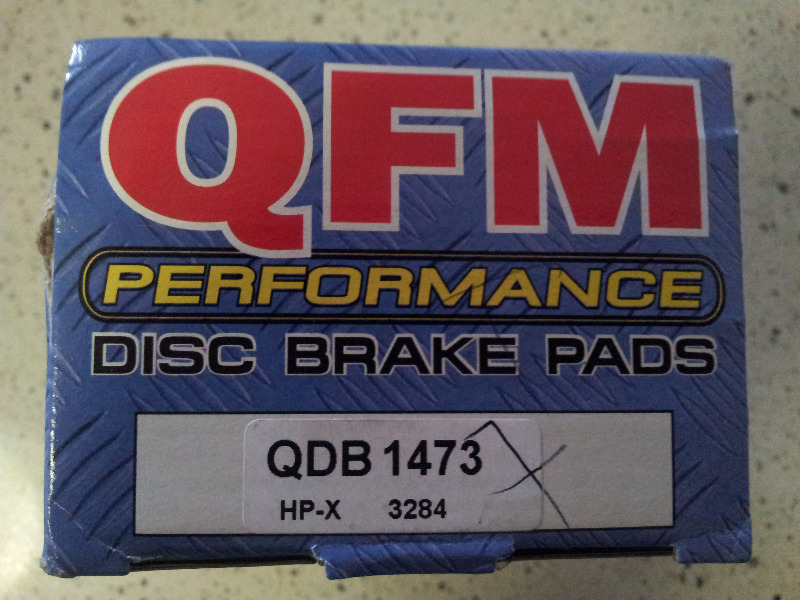 QFM
PERFORMANCE
DISC BRAKE PADS
QDB 1473
HP-X 3284